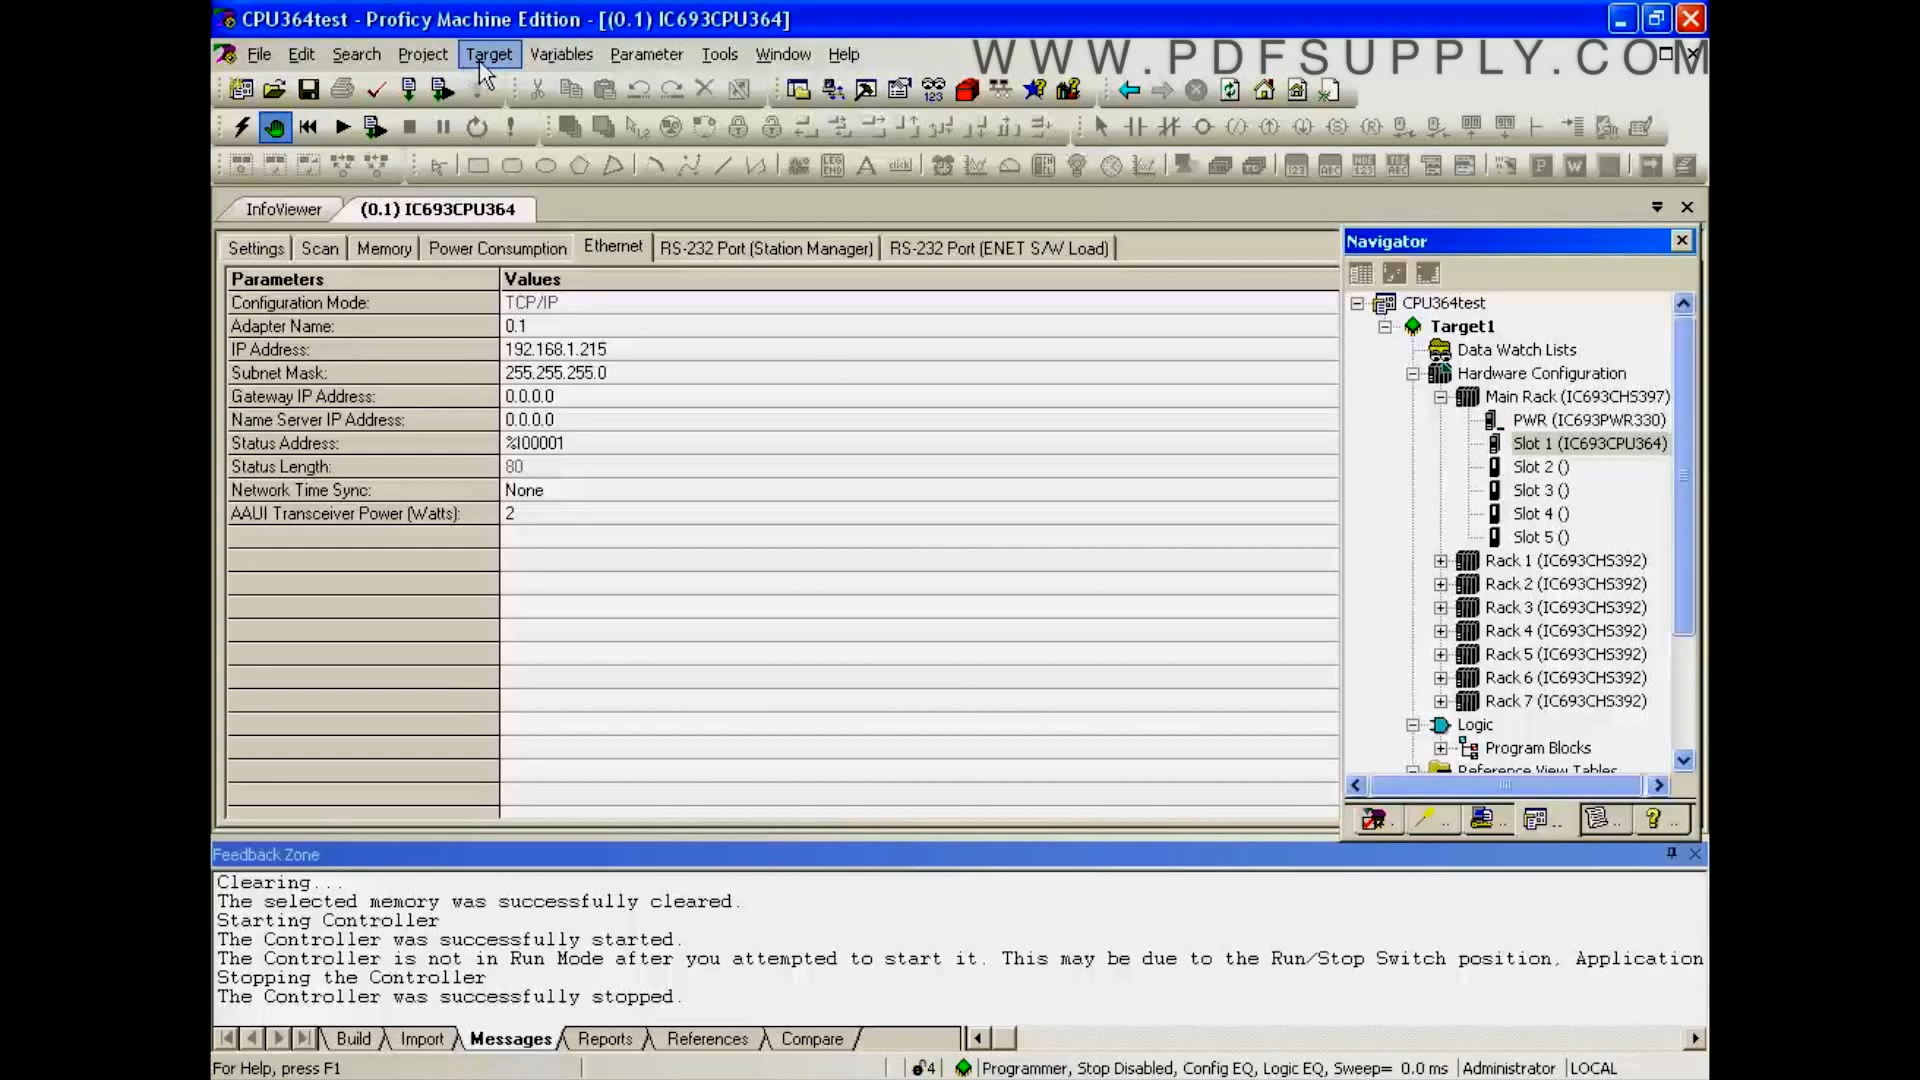 CPU364test - Proficy Machine Edition - [(0.1) IC693CPU364]
File Edit Search Project Target Variables Parameter Tools Window Help
WWW.PDFSUPPLY.COM
InfoViewer (0.1) IC693CPU364
Settings Scan Memory Power Consumption Ethernet RS-232 Port (Station Manager) RS-232 Port (ENET S/W Load)
Parameters Values
Configuration Mode: TCP/IP
Adapter Name: 0.1
IP Address: 192.168.1.215
Subnet Mask: 255.255.255.0
Gateway IP Address: 0.0.0.0
Name Server IP Address: 0.0.0.0
Status Address: %I00001
Status Length: 80
Network Time Sync: None
AAUI Transceiver Power (Watts): 2
Navigator
CPU364test
Target1
Data Watch Lists
Hardware Configuration
Main Rack (IC693CHS397)
PWR (IC693PWR330)
Slot 1 (IC693CPU364)
Slot 2 ()
Slot 3 ()
Slot 4 ()
Slot 5 ()
Rack 1 (IC693CHS392)
Rack 2 (IC693CHS392)
Rack 3 (IC693CHS392)
Rack 4 (IC693CHS392)
Rack 5 (IC693CHS392)
Rack 6 (IC693CHS392)
Rack 7 (IC693CHS392)
Logic
Program Blocks
Reference View Tables
Feedback Zone
Clearing...
The selected memory was successfully cleared.
Starting Controller
The Controller was successfully started.
The Controller is not in Run Mode after you attempted to start it. This may be due to the Run/Stop Switch position, Application
Stopping the Controller
The Controller was successfully stopped.
Build Import Messages Reports References Compare
For Help, press F1
4 Programmer, Stop Disabled, Config EQ, Logic EQ, Sweep= 0.0 ms Administrator LOCAL